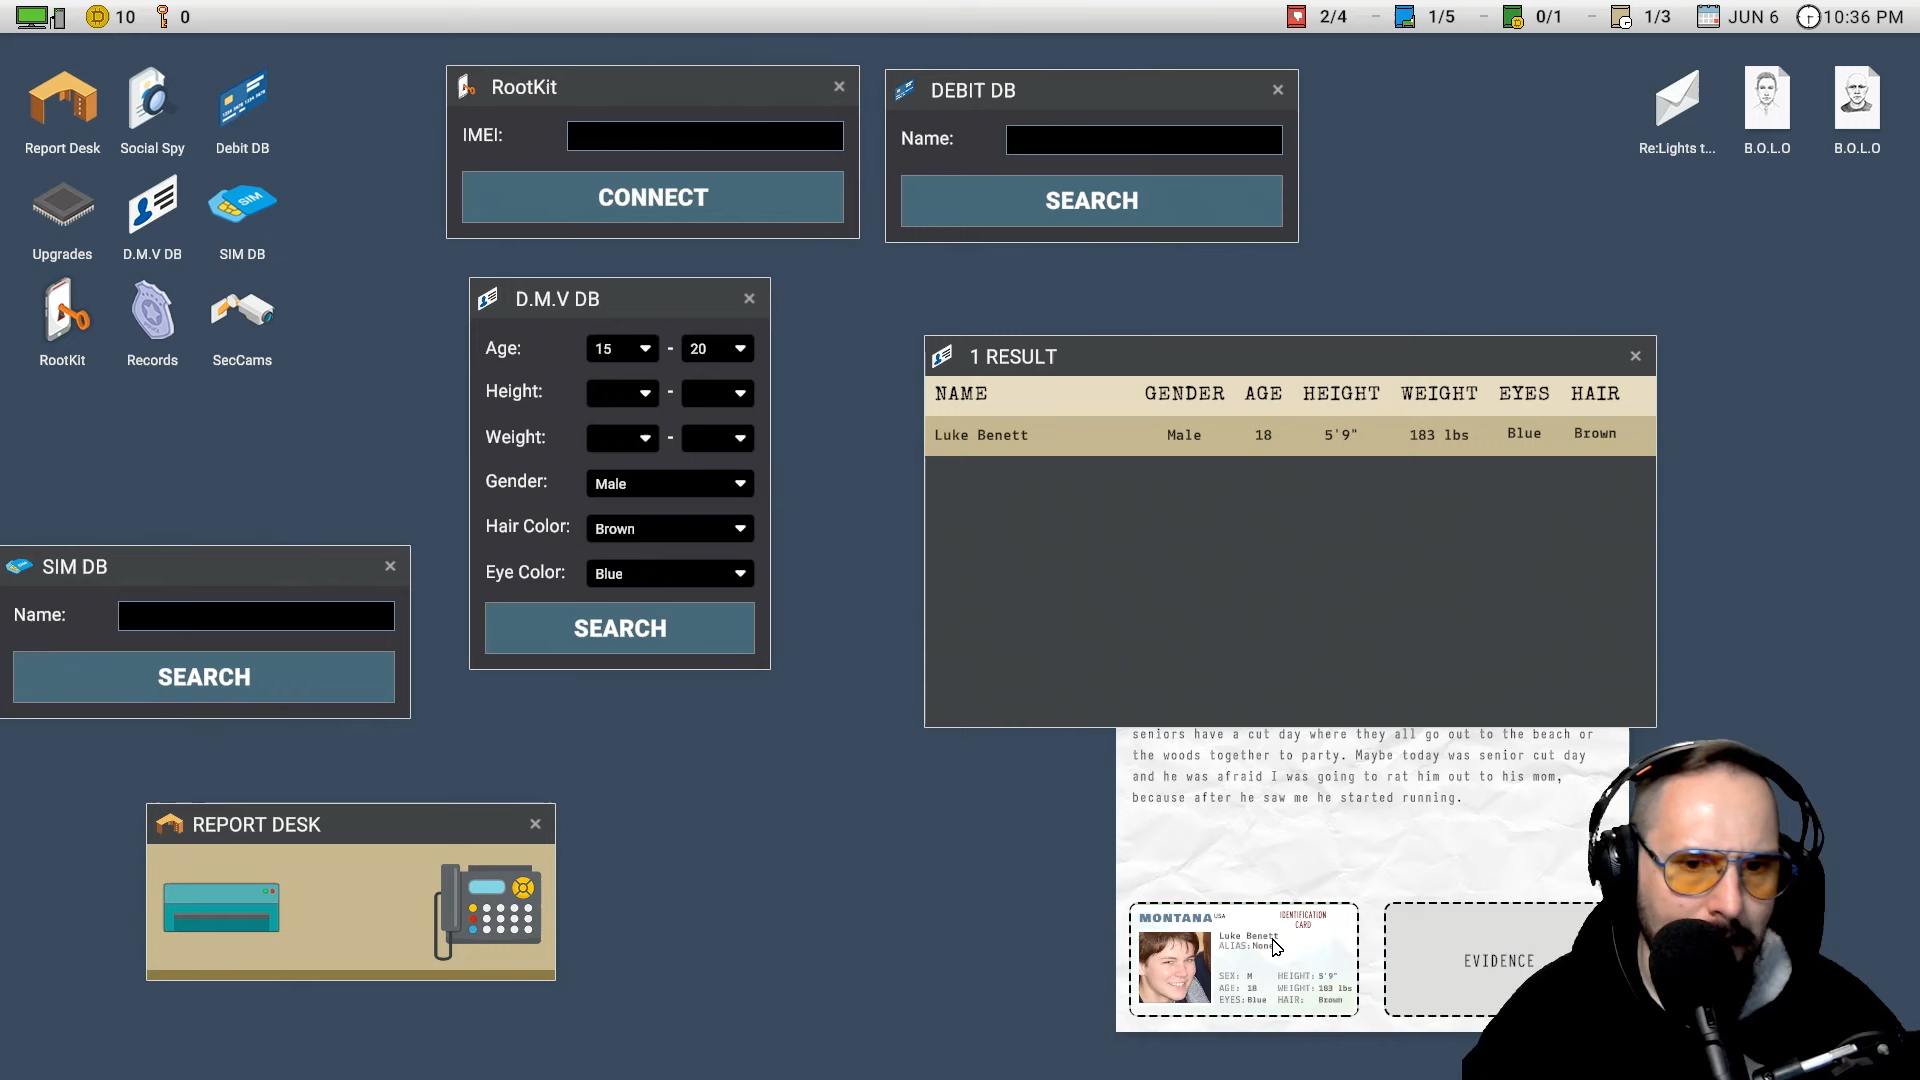 10 0 2/4 - 1/5 - 0/1 - 1/3 JUN 6 10:36 PM
Report Desk Social Spy Debit DB
Upgrades D.M.V DB SIM DB
RootKit Records SecCams
RootKit
IMEI:
CONNECT
DEBIT DB
Name:
SEARCH
Re:Lights t... B.O.L.O B.O.L.O
D.M.V DB
Age: 15 - 20
Height: -
Weight: -
Gender: Male
Hair Color: Brown
Eye Color: Blue
SEARCH
1 RESULT
NAME GENDER AGE HEIGHT WEIGHT EYES HAIR
Luke Benett Male 18 5'9" 183 lbs Blue Brown
SIM DB
Name:
SEARCH
REPORT DESK
seniors have a cut day where they all go out to the beach or
the woods together to party. Maybe today was senior cut day
and he was afraid I was going to rat him out to his mom,
because after he saw me he started running.
MONTANA USA IDENTIFICATION
CARD
Luke Benett
ALIAS: None
SEX: M HEIGHT: 5'9"
AGE: 18 WEIGHT: 183 lbs
EYES: Blue HAIR: Brown
EVIDENCE